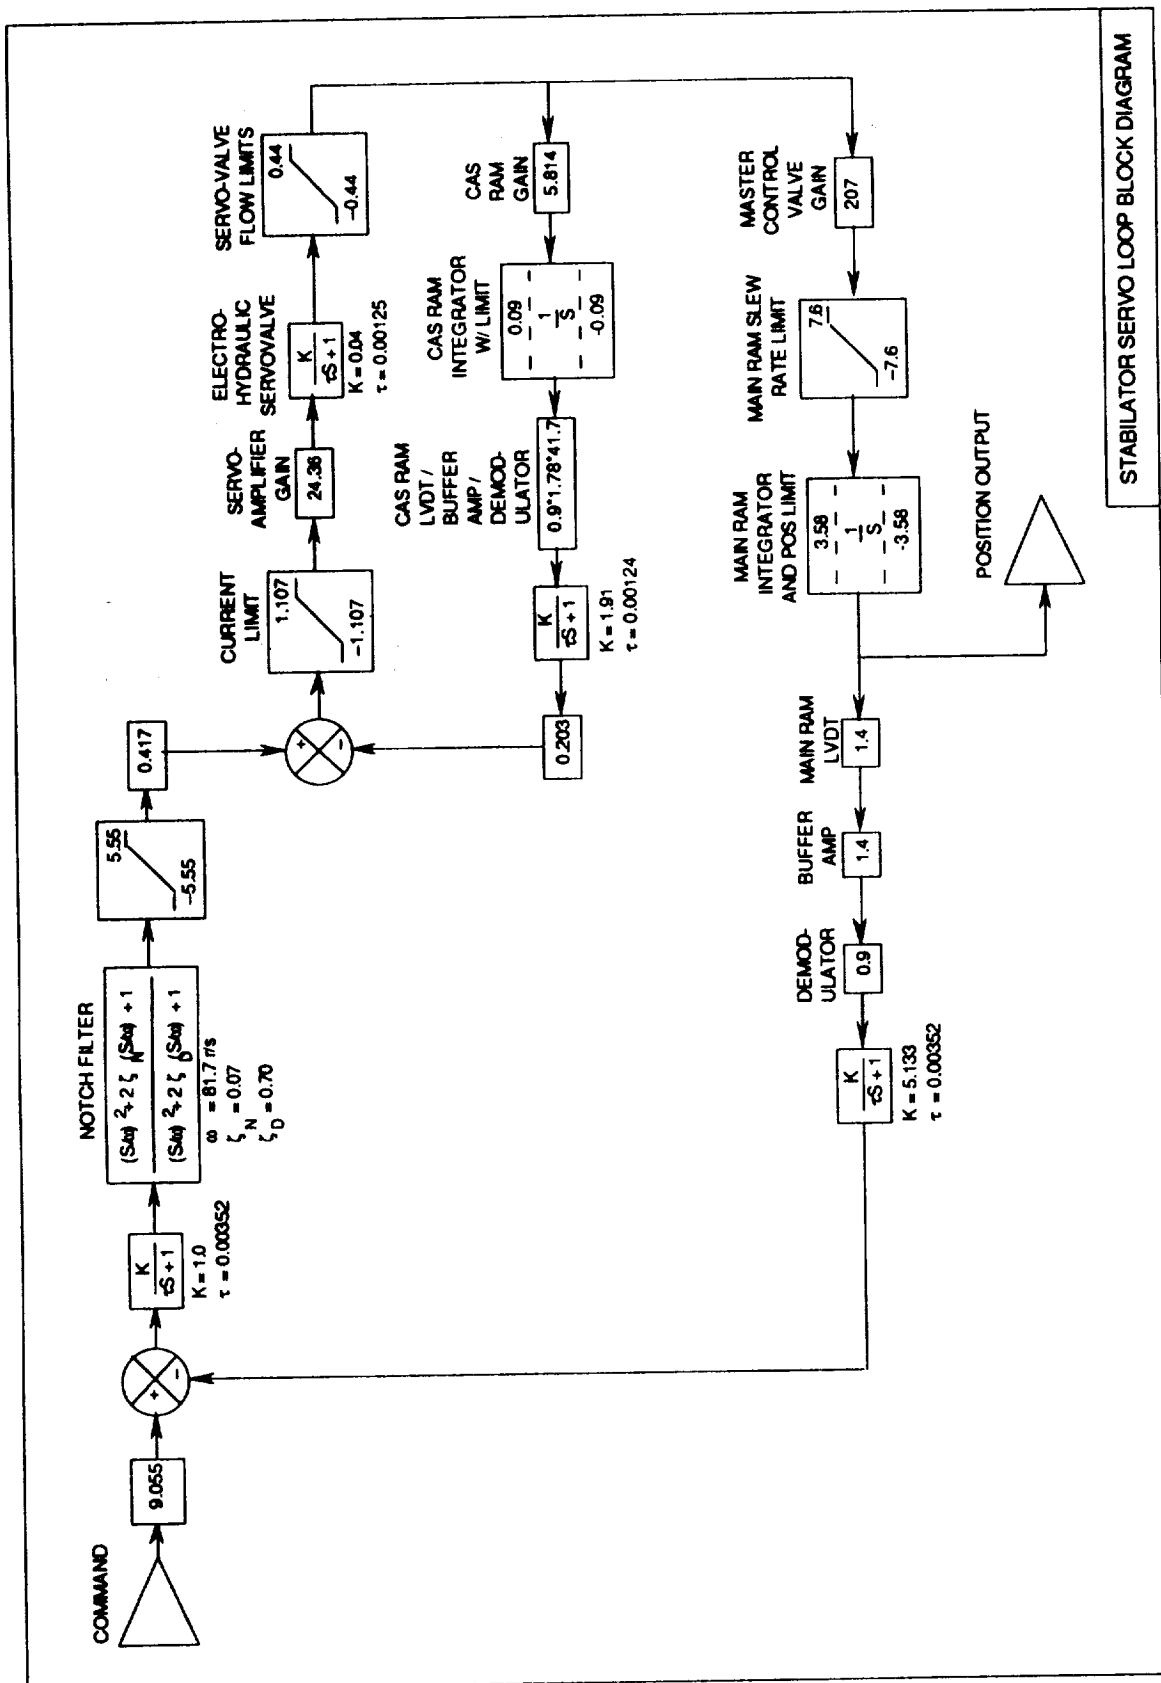 COMMAND
9.055
+
−
K
τS + 1
K = 1.0
τ = 0.00352
NOTCH FILTER
(S/ω)² + 2 ζN (S/ω) + 1
(S/ω)² + 2 ζD (S/ω) + 1
ω = 81.7 r/s
ζN = 0.07
ζD = 0.70
5.55
−5.55
0.417
+
−
CURRENT
LIMIT
1.107
−1.107
SERVO-
AMPLIFIER
GAIN
24.36
ELECTRO-
HYDRAULIC
SERVOVALVE
K
τS + 1
K = 0.04
τ = 0.00125
SERVO-VALVE
FLOW LIMITS
0.44
−0.44
CAS
RAM
GAIN
5.814
CAS RAM
INTEGRATOR
W/ LIMIT
0.09
1
S
-0.09
CAS RAM
LVDT /
BUFFER
AMP /
DEMOD-
ULATOR
0.9*1.78*41.7
K
τS + 1
K = 1.91
τ = 0.00124
0.203
MASTER
CONTROL
VALVE
GAIN
207
MAIN RAM SLEW
RATE LIMIT
7.6
−7.6
MAIN RAM
INTEGRATOR
AND POS LIMIT
3.58
1
S
-3.58
POSITION OUTPUT
MAIN RAM
LVDT
1.4
BUFFER
AMP
1.4
DEMOD-
ULATOR
0.9
K
τS + 1
K = 5.133
τ = 0.00352
STABILATOR SERVO LOOP BLOCK DIAGRAM